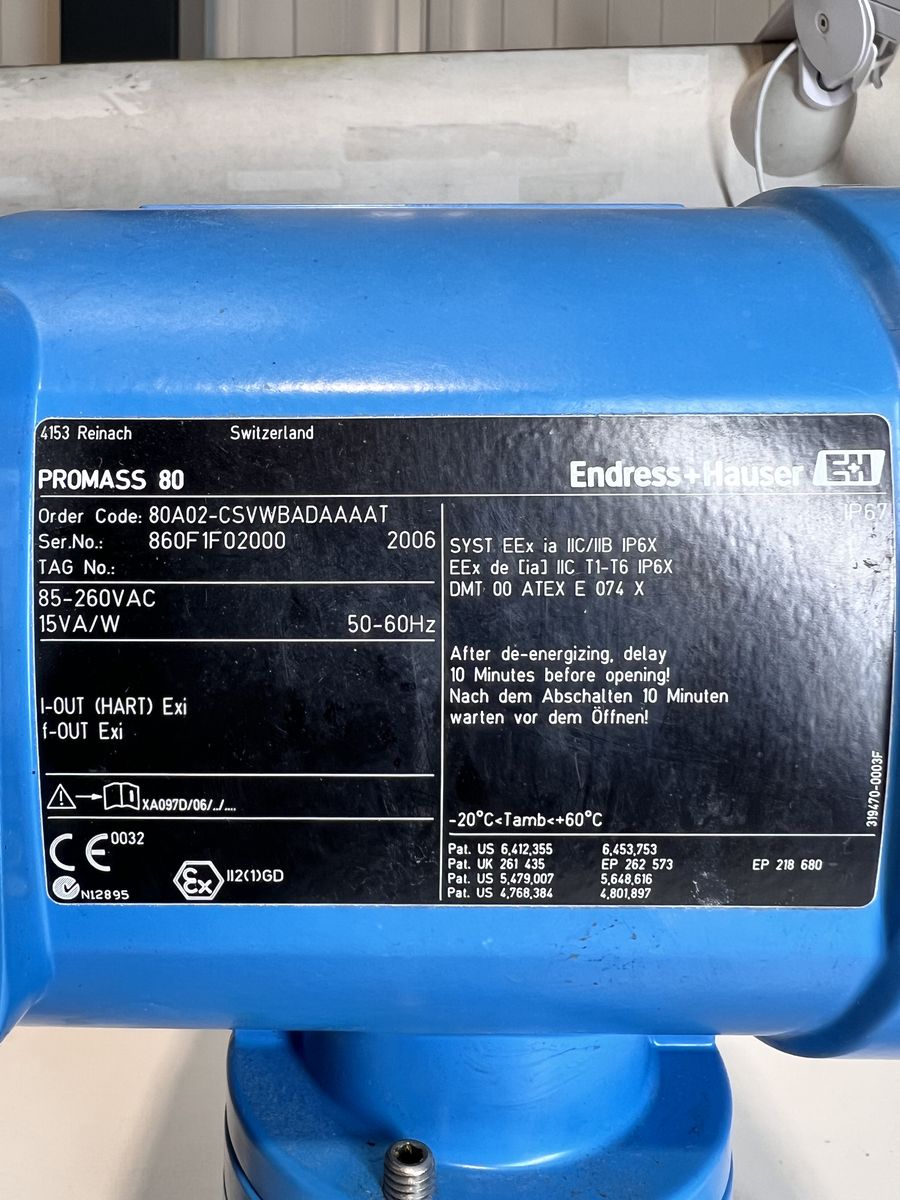 4153 Reinach Switzerland
PROMASS 80
Endress+Hauser E+H
IP67
Order Code: 80A02-CSVWBADAAAAT
Ser.No.: 860F1F02000 2006
TAG No.:
85-260VAC
15VA/W 50-60Hz
I-OUT (HART) Exi
f-OUT Exi
XA097D/06/../....
CE 0032
N12895
Ex II2(1)GD
SYST EEx ia IIC/IIB IP6X
EEx de [ia] IIC T1-T6 IP6X
DMT 00 ATEX E 074 X
After de-energizing, delay
10 Minutes before opening!
Nach dem Abschalten 10 Minuten
warten vor dem Öffnen!
-20°C<Tamb<+60°C
319470-0003F
Pat. US 6,412,355 6,453,753
Pat. UK 261 435 EP 262 573 EP 218 680
Pat. US 5,479,007 5,648,616
Pat. US 4,768,384 4,801,897